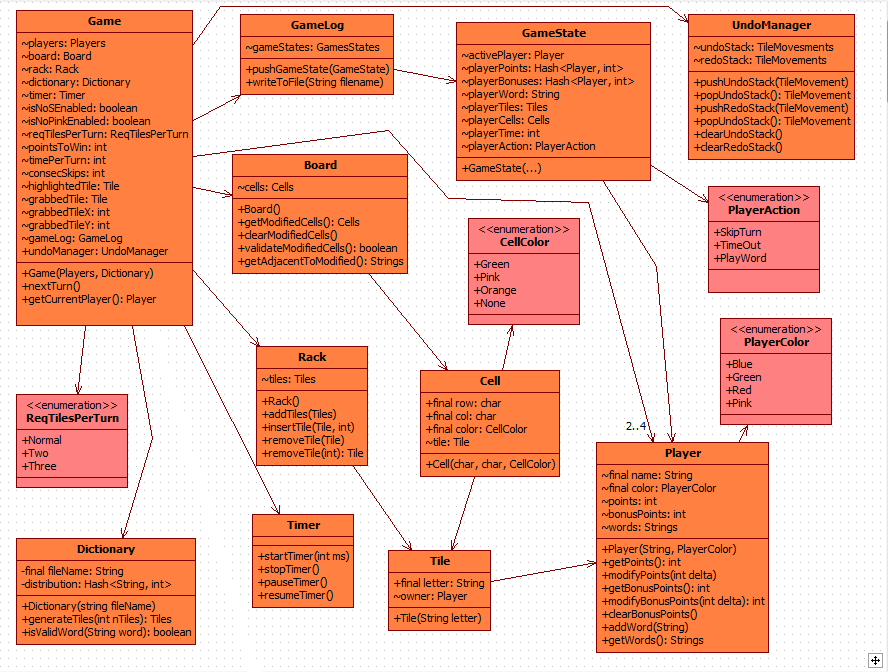 Game
~players: Players
~board: Board
~rack: Rack
~dictionary: Dictionary
~timer: Timer
~isNoSEnabled: boolean
~isNoPinkEnabled: boolean
~reqTilesPerTurn: ReqTilesPerTurn
~pointsToWin: int
~timePerTurn: int
~consecSkips: int
~highlightedTile: Tile
~grabbedTile: Tile
~grabbedTileX: int
~grabbedTileY: int
~gameLog: GameLog
~undoManager: UndoManager
+Game(Players, Dictionary)
+nextTurn()
+getCurrentPlayer(): Player
GameLog
~gameStates: GamesStates
+pushGameState(GameState)
+writeToFile(String filename)
GameState
~activePlayer: Player
~playerPoints: Hash<Player, int>
~playerBonuses: Hash<Player, int>
~playerWord: String
~playerTiles: Tiles
~playerCells: Cells
~playerTime: int
~playerAction: PlayerAction
+GameState(...)
UndoManager
~undoStack: TileMovesments
~redoStack: TileMovements
+pushUndoStack(TileMovement)
+popUndoStack(): TileMovement
+pushRedoStack(TileMovement)
+popUndoStack(): TileMovement
+clearUndoStack()
+clearRedoStack()
Board
~cells: Cells
+Board()
+getModifiedCells(): Cells
+clearModifiedCells()
+validateModifiedCells(): boolean
+getAdjacentToModified(): Strings
<<enumeration>>
CellColor
+Green
+Pink
+Orange
+None
<<enumeration>>
PlayerAction
+SkipTurn
+TimeOut
+PlayWord
<<enumeration>>
PlayerColor
+Blue
+Green
+Red
+Pink
Rack
~tiles: Tiles
+Rack()
+addTiles(Tiles)
+insertTile(Tile, int)
+removeTile(Tile)
+removeTile(int): Tile
Cell
+final row: char
+final col: char
+final color: CellColor
~tile: Tile
+Cell(char, char, CellColor)
<<enumeration>>
ReqTilesPerTurn
+Normal
+Two
+Three
2..4
Player
~final name: String
~final color: PlayerColor
~points: int
~bonusPoints: int
~words: Strings
+Player(String, PlayerColor)
+getPoints(): int
+modifyPoints(int delta)
+getBonusPoints(): int
+modifyBonusPoints(int delta): int
+clearBonusPoints()
+addWord(String)
+getWords(): Strings
Timer
+startTimer(int ms)
+stopTimer()
+pauseTimer()
+resumeTimer()
Dictionary
-final fileName: String
-distribution: Hash<String, int>
+Dictionary(string fileName)
+generateTiles(int nTiles): Tiles
+isValidWord(String word): boolean
Tile
+final letter: String
~owner: Player
+Tile(String letter)